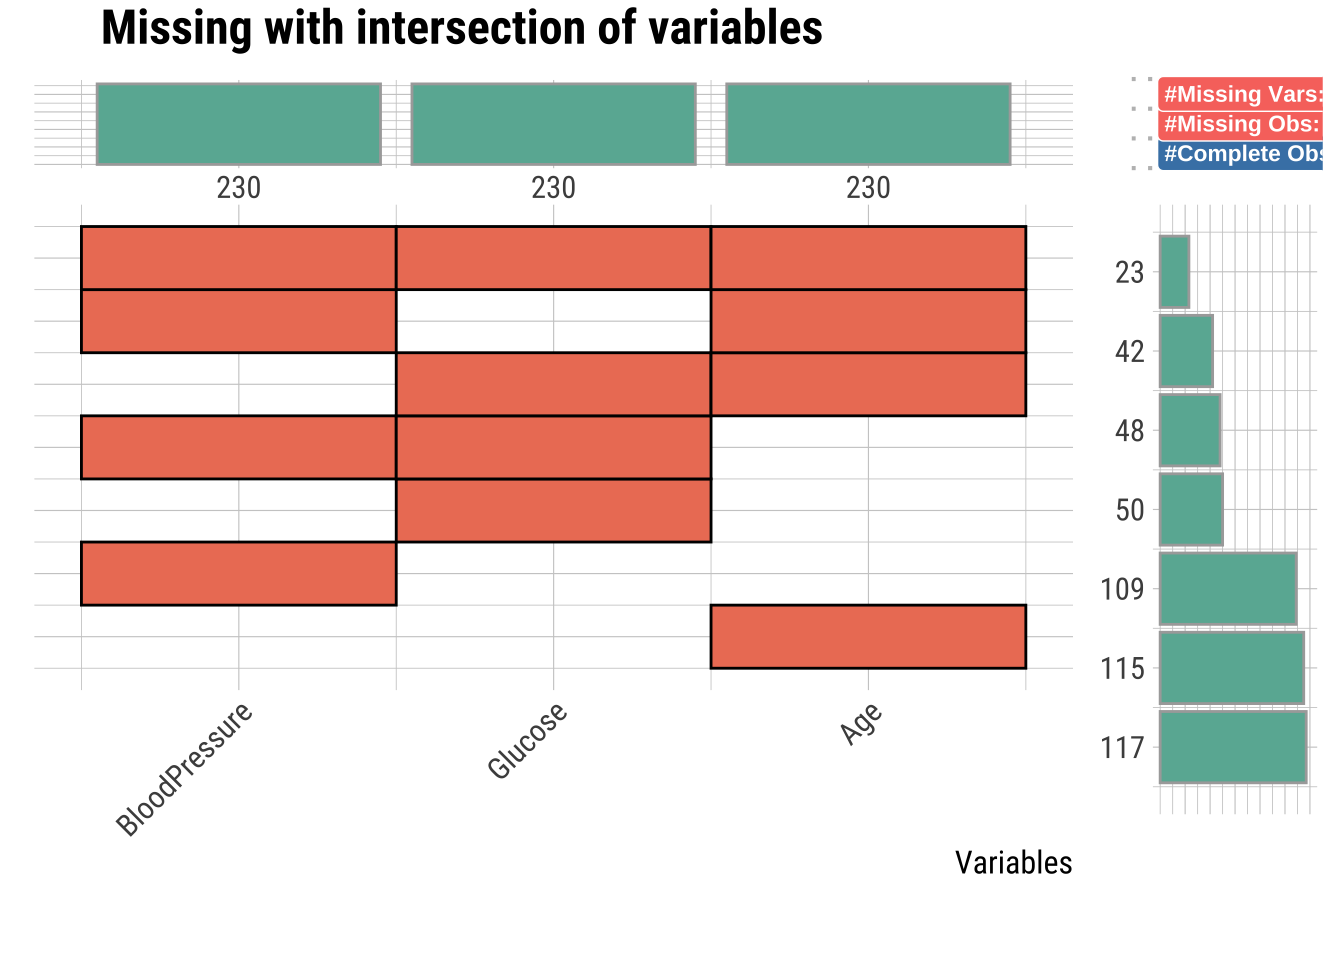 Missing with intersection of variables
#Missing Vars:
#Missing Obs:
#Complete Obs
230 230 230
23
42
48
50
109
115
117
BloodPressure Glucose Age
Variables